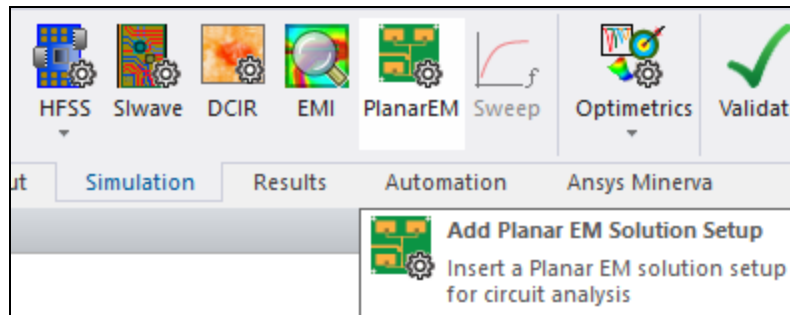 HFSS SIwave DCIR EMI PlanarEM Sweep Optimetrics Validat
ut Simulation Results Automation Ansys Minerva
Add Planar EM Solution Setup
Insert a Planar EM solution setup
for circuit analysis